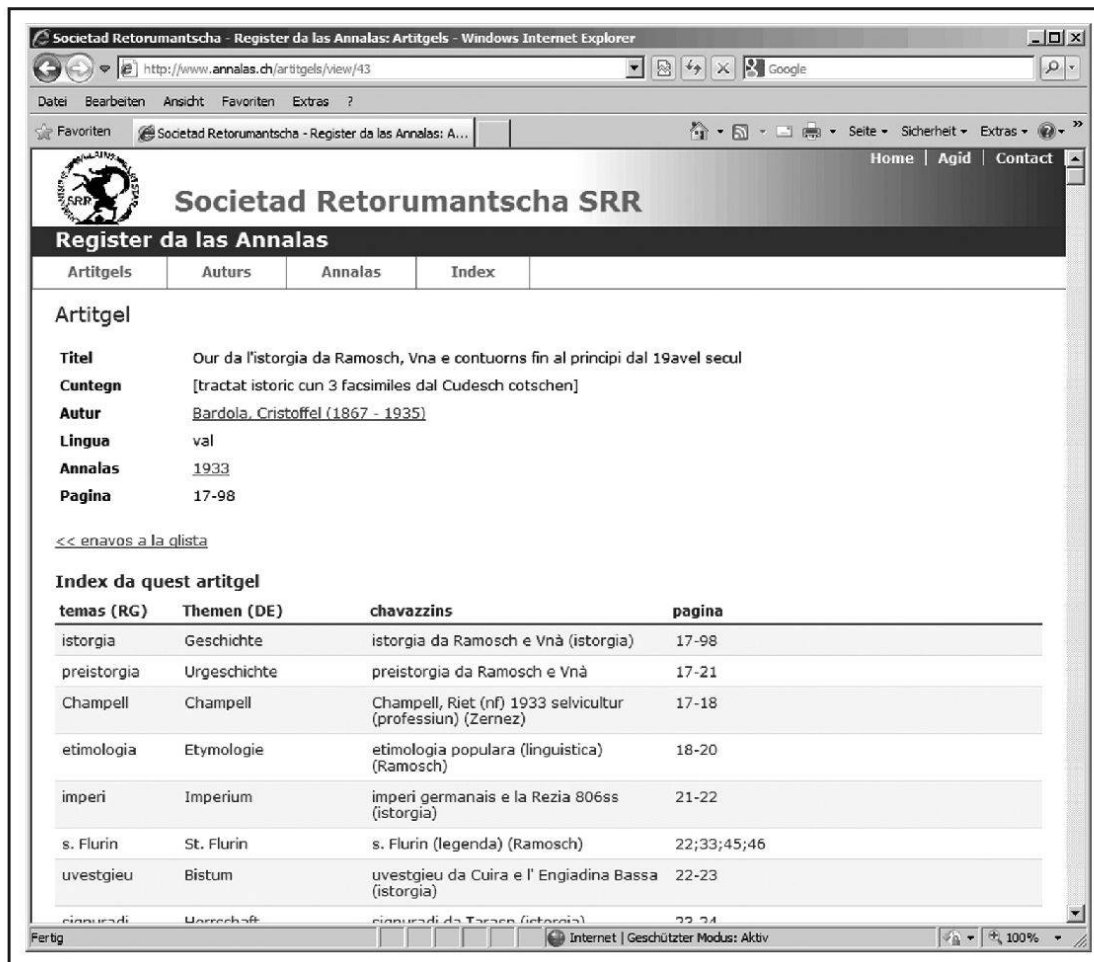 Societad Retorumantscha - Register da las Annalas: Artitgels - Windows Internet Explorer
http://www.annalas.ch/artitgels/view/43
Google
Datei Bearbeiten Ansicht Favoriten Extras ?
Favoriten Societad Retorumantscha - Register da las Annalas: A... Seite Sicherheit Extras
Home | Agid | Contact
SRR
Societad Retorumantscha SRR
Register da las Annalas
Artitgels Auturs Annalas Index
Artitgel
Titel Our da l'istorgia da Ramosch, Vna e contuorns fin al principi dal 19avel secul
Cuntegn [tractat istoric cun 3 facsimiles dal Cudesch cotschen]
Autur Bardola, Cristoffel (1867 - 1935)
Lingua val
Annalas 1933
Pagina 17-98
<< enavos a la glista
Index da quest artitgel
temas (RG) Themen (DE) chavazzins pagina
istorgia Geschichte istorgia da Ramosch e Vnà (istorgia) 17-98
preistorgia Urgeschichte preistorgia da Ramosch e Vnà 17-21
Champell Champell Champell, Riet (nf) 1933 selvicultur 17-18
(professiun) (Zernez)
etimologia Etymologie etimologia populara (linguistica) 18-20
(Ramosch)
imperi Imperium imperi germanais e la Rezia 806ss 21-22
(istorgia)
s. Flurin St. Flurin s. Flurin (legenda) (Ramosch) 22;33;45;46
uvestgieu Bistum uvestgieu da Cuira e l' Engiadina Bassa 22-23
(istorgia)
signuradi Herrschaft signuradi da Tarasp (istorgia) 23-24
Fertig Internet | Geschützter Modus: Aktiv 100%